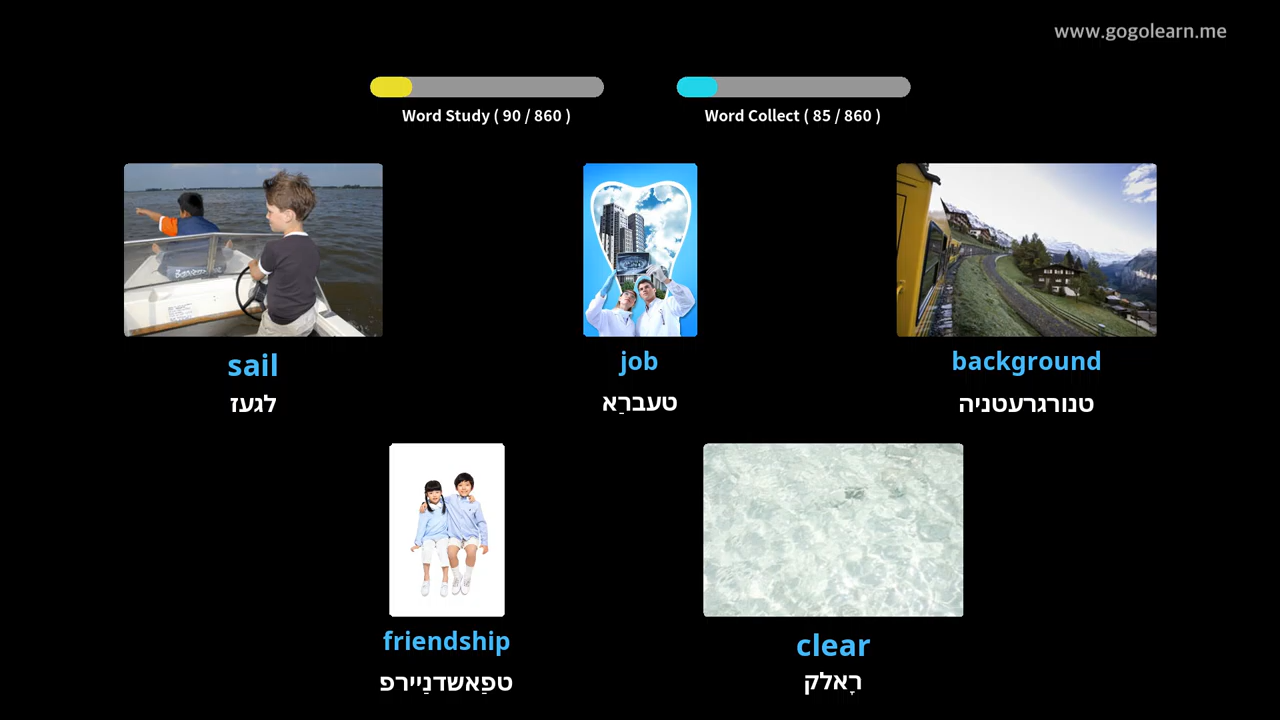 www.gogolearn.me
Word Study ( 90 / 860 )
Word Collect ( 85 / 860 )
sail
לגעז
job
טעברַא
background
טנורגרעטניה
friendship
טפַאשדנַיירפ
clear
רָאלק